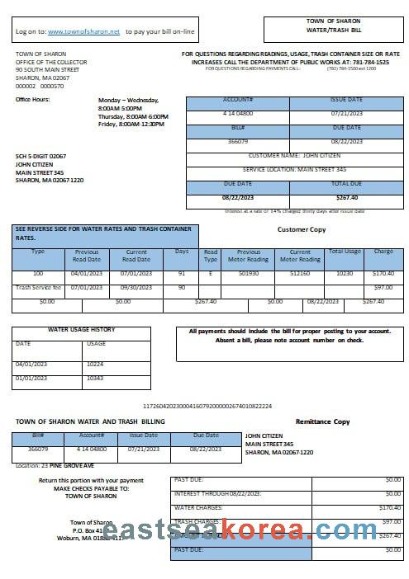 TOWN OF SHARON
WATER/TRASH BILL
Log on to: www.townofsharon.net to pay your bill on-line
TOWN OF SHARON
OFFICE OF THE COLLECTOR
90 SOUTH MAIN STREET
SHARON, MA 02067
000002 0000570
FOR QUESTIONS REGARDING READINGS, USAGE, TRASH CONTAINER SIZE OR RATE
INCREASES CALL THE DEPARTMENT OF PUBLIC WORKS AT: 781-784-1525
FOR QUESTIONS REGARDING PAYMENTS CALL: (781) 784-1500 ext 1200
Office Hours:
Monday – Wednesday,
8:00AM 5:00PM
Thursday, 8:00AM 6:00PM
Friday, 8:00AM 12:30PM
ACCOUNT# ISSUE DATE
4 14 04800 07/21/2023
BILL# DUE DATE
366079 08/22/2023
CUSTOMER NAME: JOHN CITIZEN
SERVICE LOCATION: MAIN STREET 345
DUE DATE TOTAL DUE
08/22/2023 $267.40
Interest at a rate of 14% charged thirty days after issue date
SCH 5-DIGIT 02067
JOHN CITIZEN
MAIN STREET 345
SHARON, MA 02067-1220
SEE REVERSE SIDE FOR WATER RATES AND TRASH CONTAINER
RATES.
Customer Copy
Type Previous Read Date Current Read Date Days Read Type Previous Meter Reading Current Meter Reading Total Usage Charge
100 04/01/2023 07/01/2023 91 E 501930 512160 10230 $170.40
Trash Service fee 07/01/2023 09/30/2023 90 $97.00
$0.00 $0.00 $267.40 $0.00 08/22/2023 $267.40
WATER USAGE HISTORY
DATE USAGE
04/01/2023 10224
01/01/2023 10343
All payments should include the bill for proper posting to your account.
Absent a bill, please note account number on check.
TOWN OF SHARON WATER AND TRASH BILLING
Remittance Copy
Bill# Account# Issue Date Due Date
366079 4 14 04800 07/21/2023 08/22/2023
JOHN CITIZEN
MAIN STREET 345
SHARON, MA 02067-1220
Location: 23 PINE GROVE AVE
Return this portion with your payment
MAKE CHECKS PAYABLE TO:
TOWN OF SHARON
Town of Sharon
P.O. Box
Woburn, MA
PAST DUE: $0.00
INTEREST THROUGH 08/22/2023: $0.00
WATER CHARGES: $170.40
TRASH CHARGES: $97.00
$267.40
PAST DUE: $0.00
eastseakorea.com